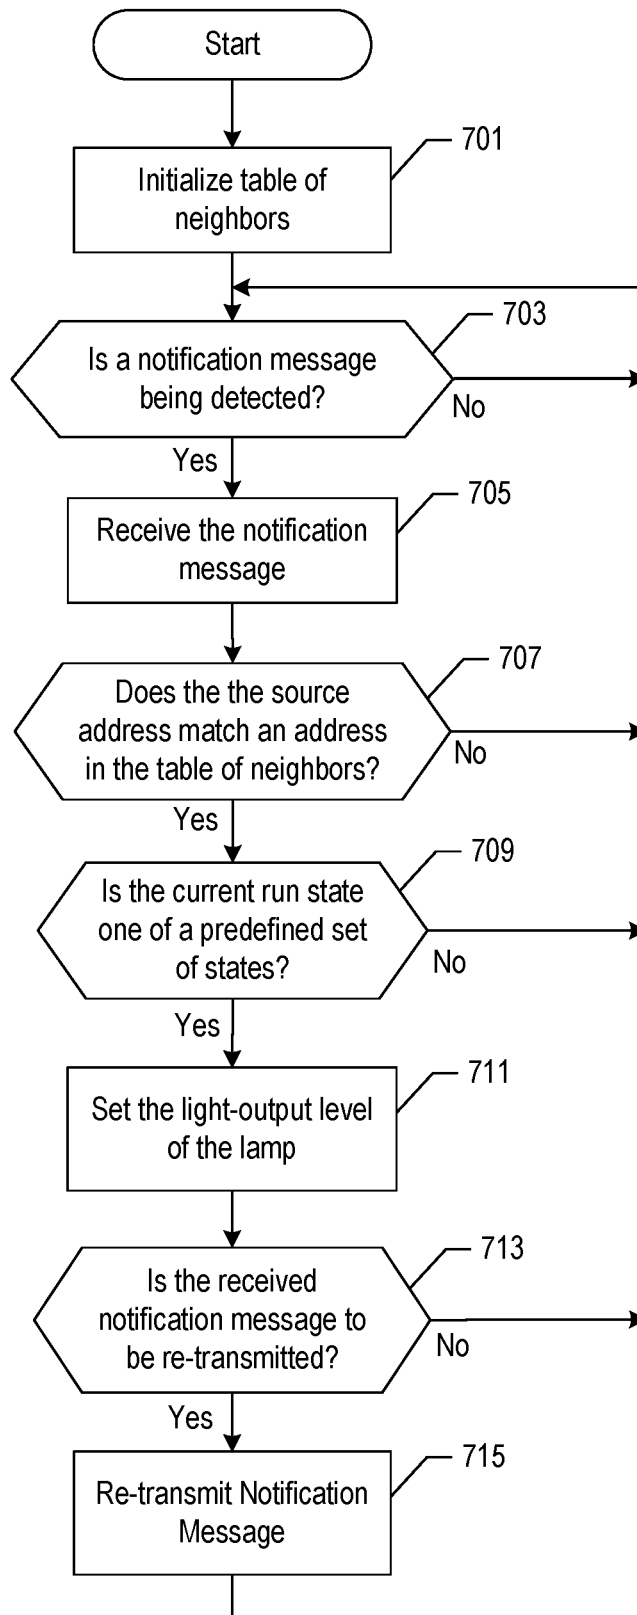 Start
701
Initialize table of
neighbors
703
Is a notification message
being detected?
No
Yes
705
Receive the notification
message
707
Does the the source
address match an address
in the table of neighbors?
No
Yes
709
Is the current run state
one of a predefined set
of states?
No
Yes
711
Set the light-output level
of the lamp
713
Is the received
notification message to
be re-transmitted?
No
Yes
715
Re-transmit Notification
Message